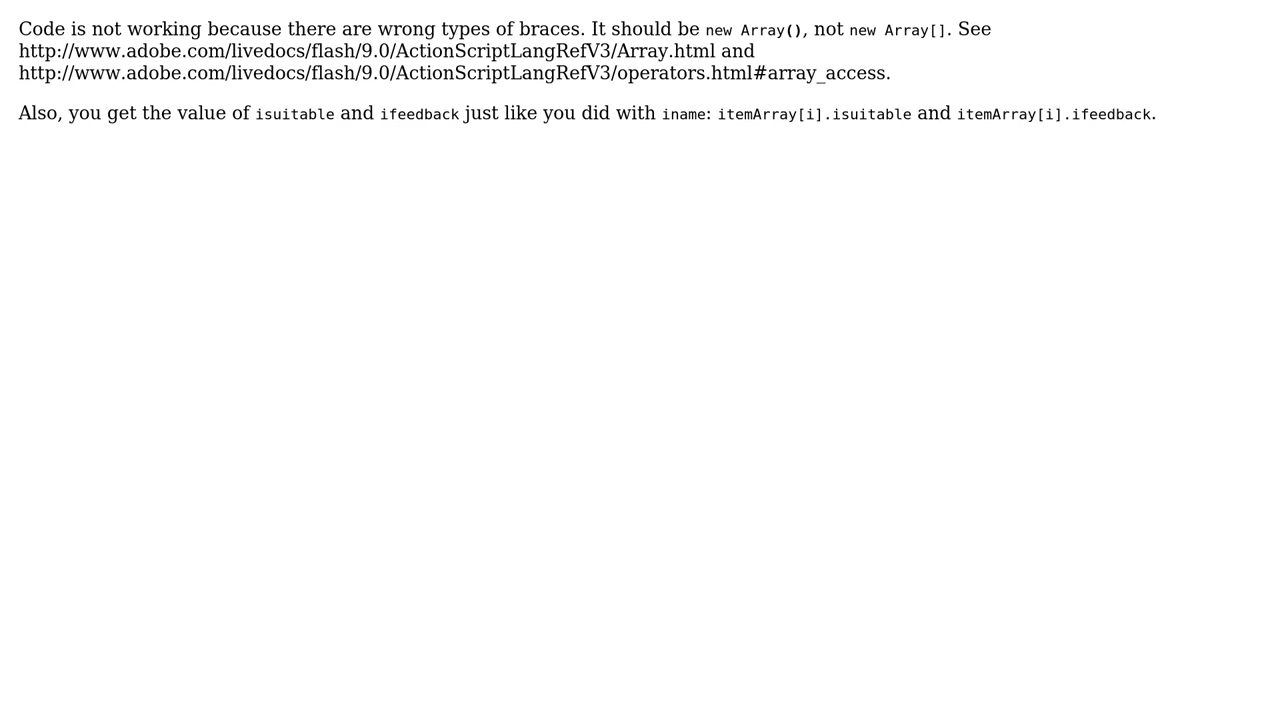 Code is not working because there are wrong types of braces. It should be new Array(), not new Array[]. See
http://www.adobe.com/livedocs/flash/9.0/ActionScriptLangRefV3/Array.html and
http://www.adobe.com/livedocs/flash/9.0/ActionScriptLangRefV3/operators.html#array_access.
Also, you get the value of isuitable and ifeedback just like you did with iname: itemArray[i].isuitable and itemArray[i].ifeedback.